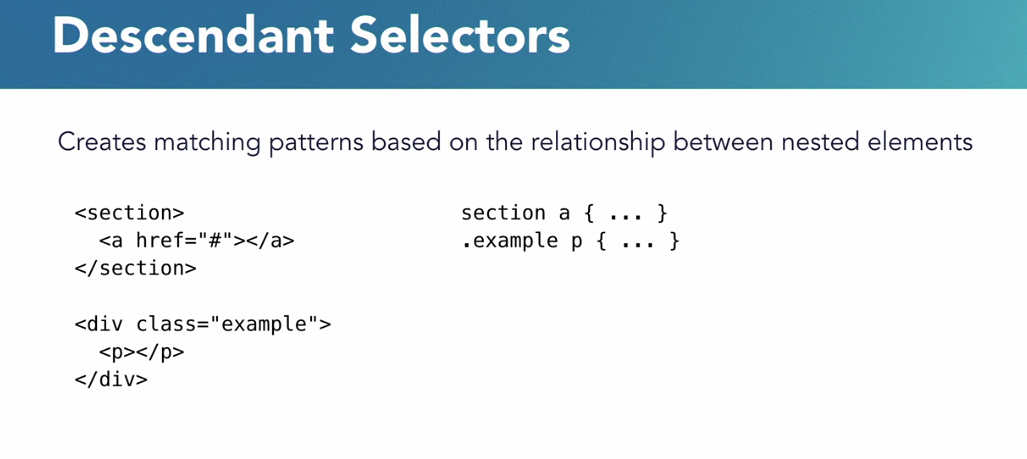 Descendant Selectors
Creates matching patterns based on the relationship between nested elements
<section>
  <a href="#"></a>
</section>
<div class="example">
  <p></p>
</div>
section a { ... }
.example p { ... }